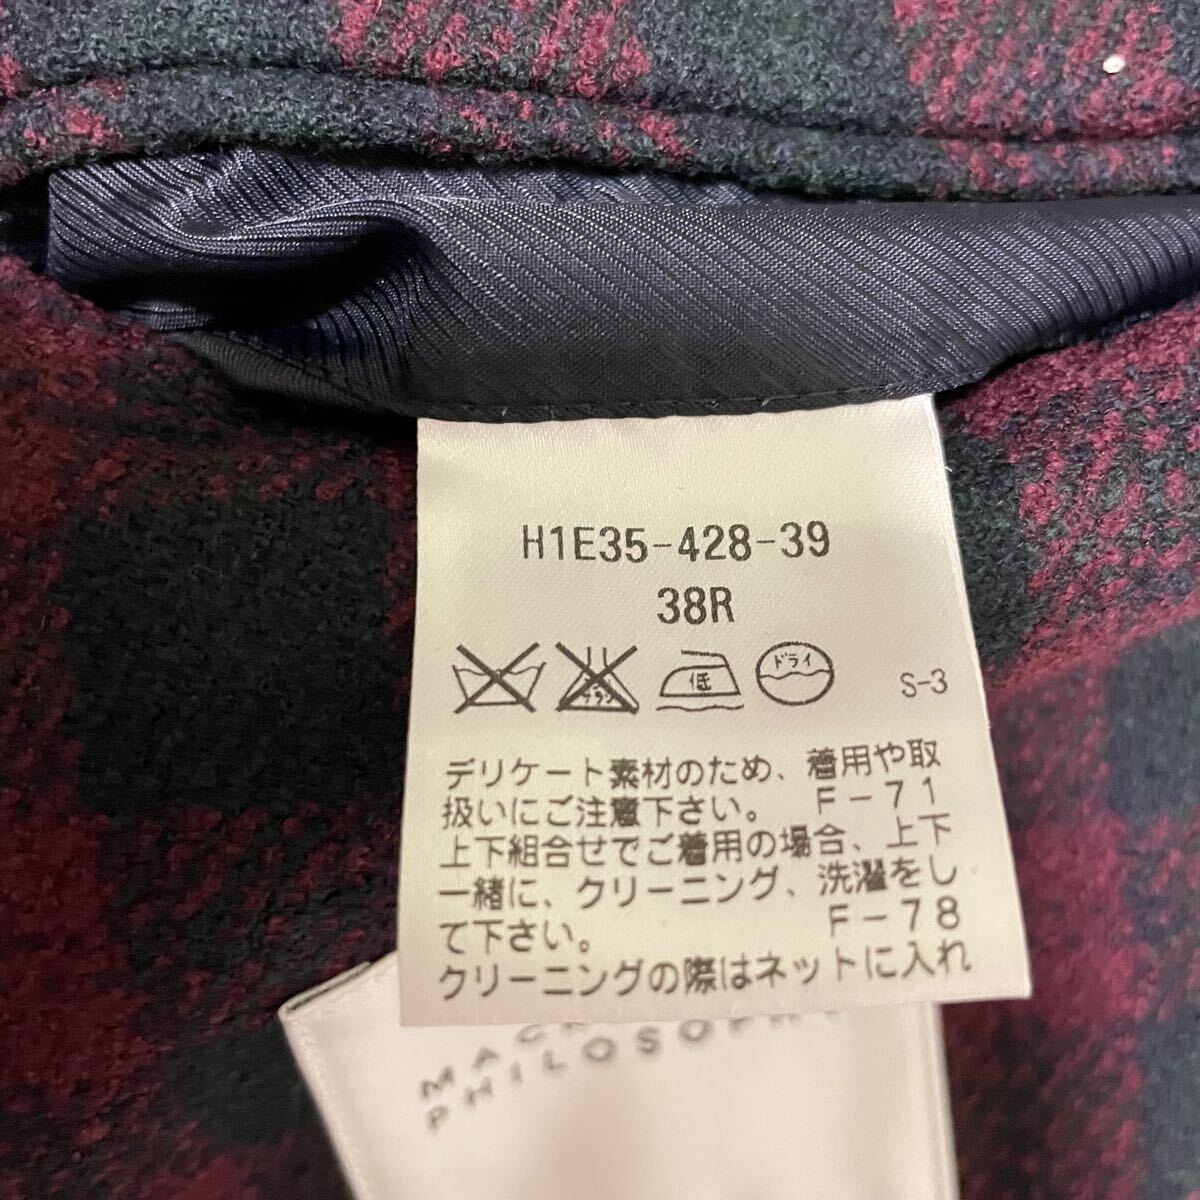 H1E35-428-39
38R
低
ドライ
S-3
デリケート素材のため、着用や取
扱いにご注意下さい。 F-71
上下組合せでご着用の場合、上下
一緒に、クリーニング、洗濯をし
て下さい。 F-78
クリーニングの際はネットに入れ
PHILOSOPHY